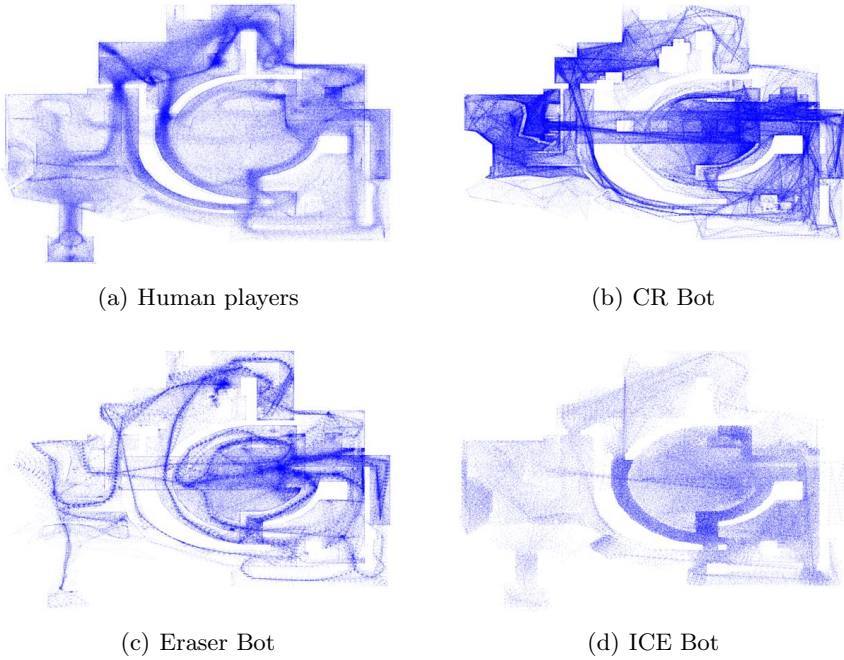 (a) Human players
(b) CR Bot
(c) Eraser Bot
(d) ICE Bot